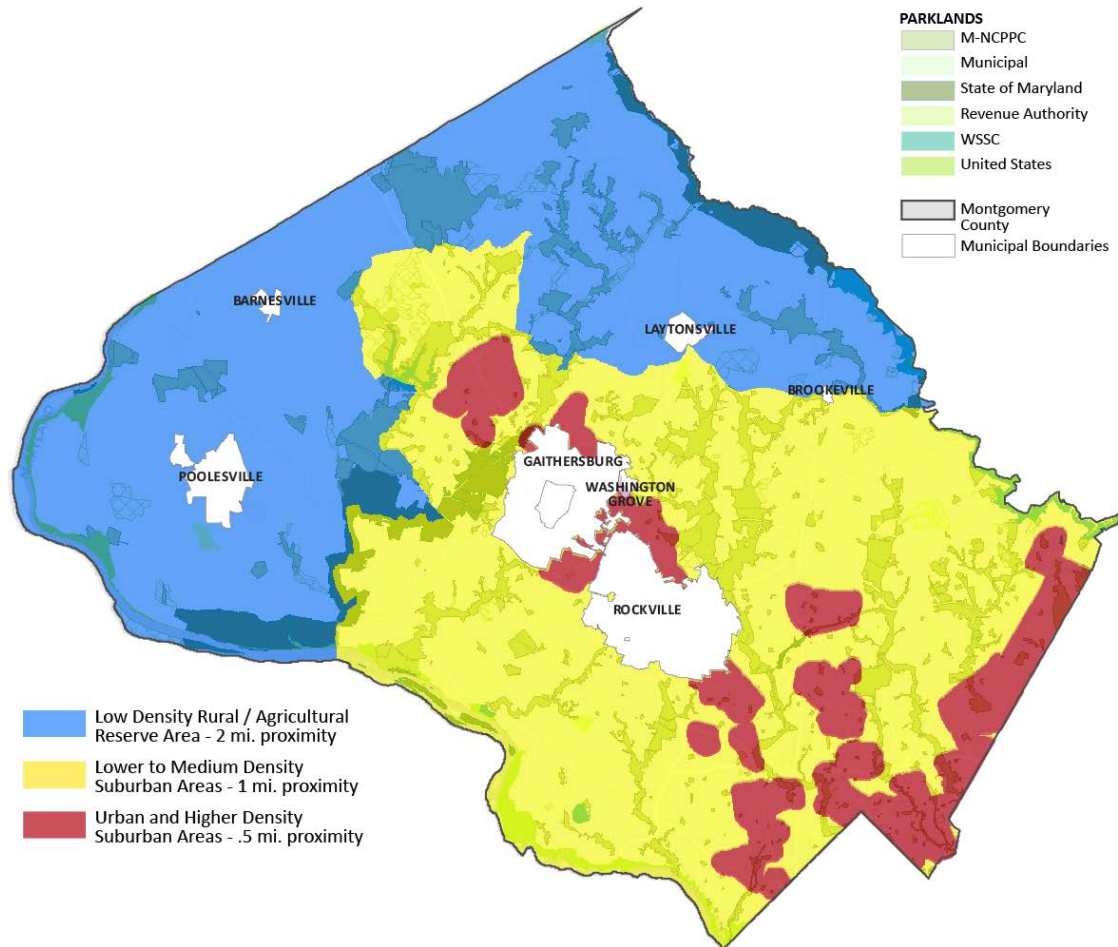 PARKLANDS
M-NCPPC
Municipal
State of Maryland
Revenue Authority
WSSC
United States
Montgomery
County
Municipal Boundaries
BARNESVILLE
LAYTONSVILLE
BROOKEVILLE
POOLESVILLE
GAITHERSBURG
WASHINGTON
GROVE
ROCKVILLE
Low Density Rural / Agricultural
Reserve Area - 2 mi. proximity
Lower to Medium Density
Suburban Areas - 1 mi. proximity
Urban and Higher Density
Suburban Areas - .5 mi. proximity